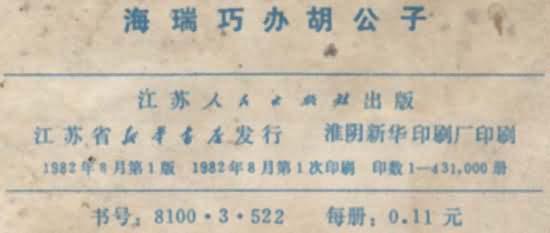 海瑞巧办胡公子
江苏人民出版社出版
江苏省新华书店发行 淮阴新华印刷厂印刷
1982年8月第1版 1982年8月第1次印刷 印数1—431,000册
书号：8100·3·522 每册：0.11元